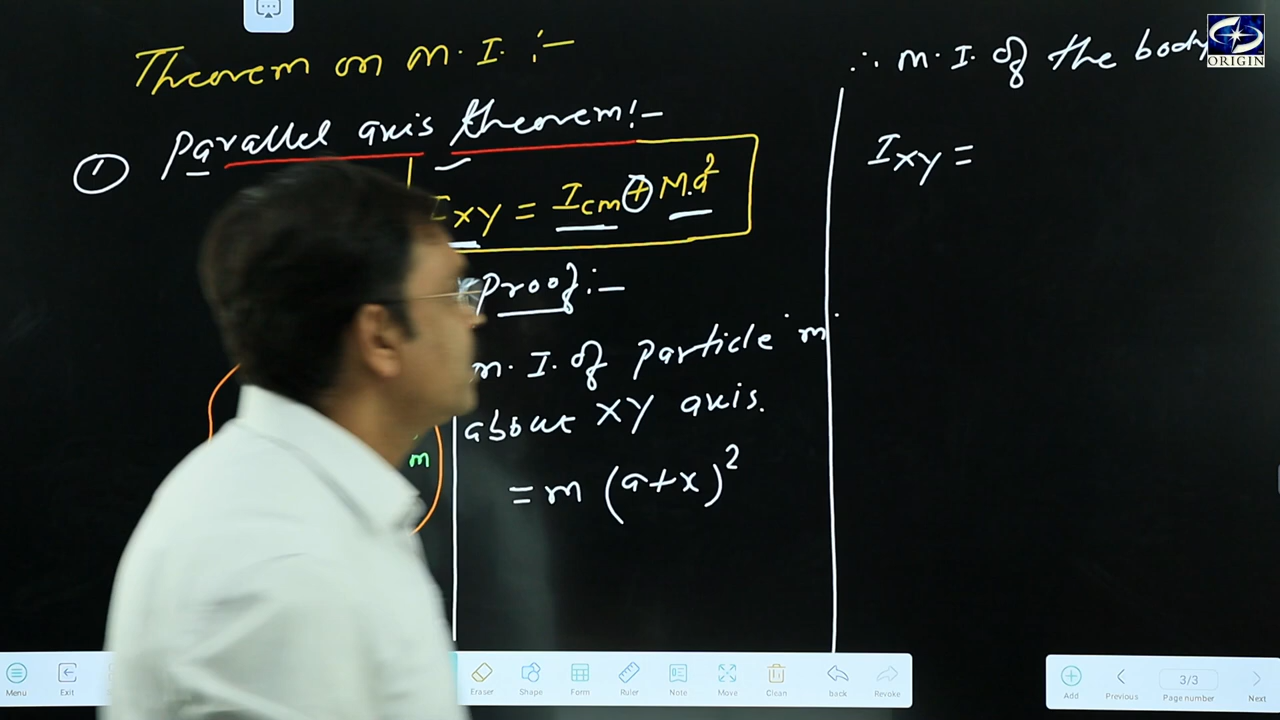 Theorem on M.I. :-
① Parallel axis theorem:-
Ixy = Icm + M.d²
proof:-
M.I. of particle 'm'
about XY axis.
= m (a+x)²
m
∴ M.I. of the body
Ixy =
ORIGIN
Menu
Exit
Eraser
Shape
Form
Ruler
Note
Move
Clean
back
Revoke
Add
Previous
3/3
Page number
Next